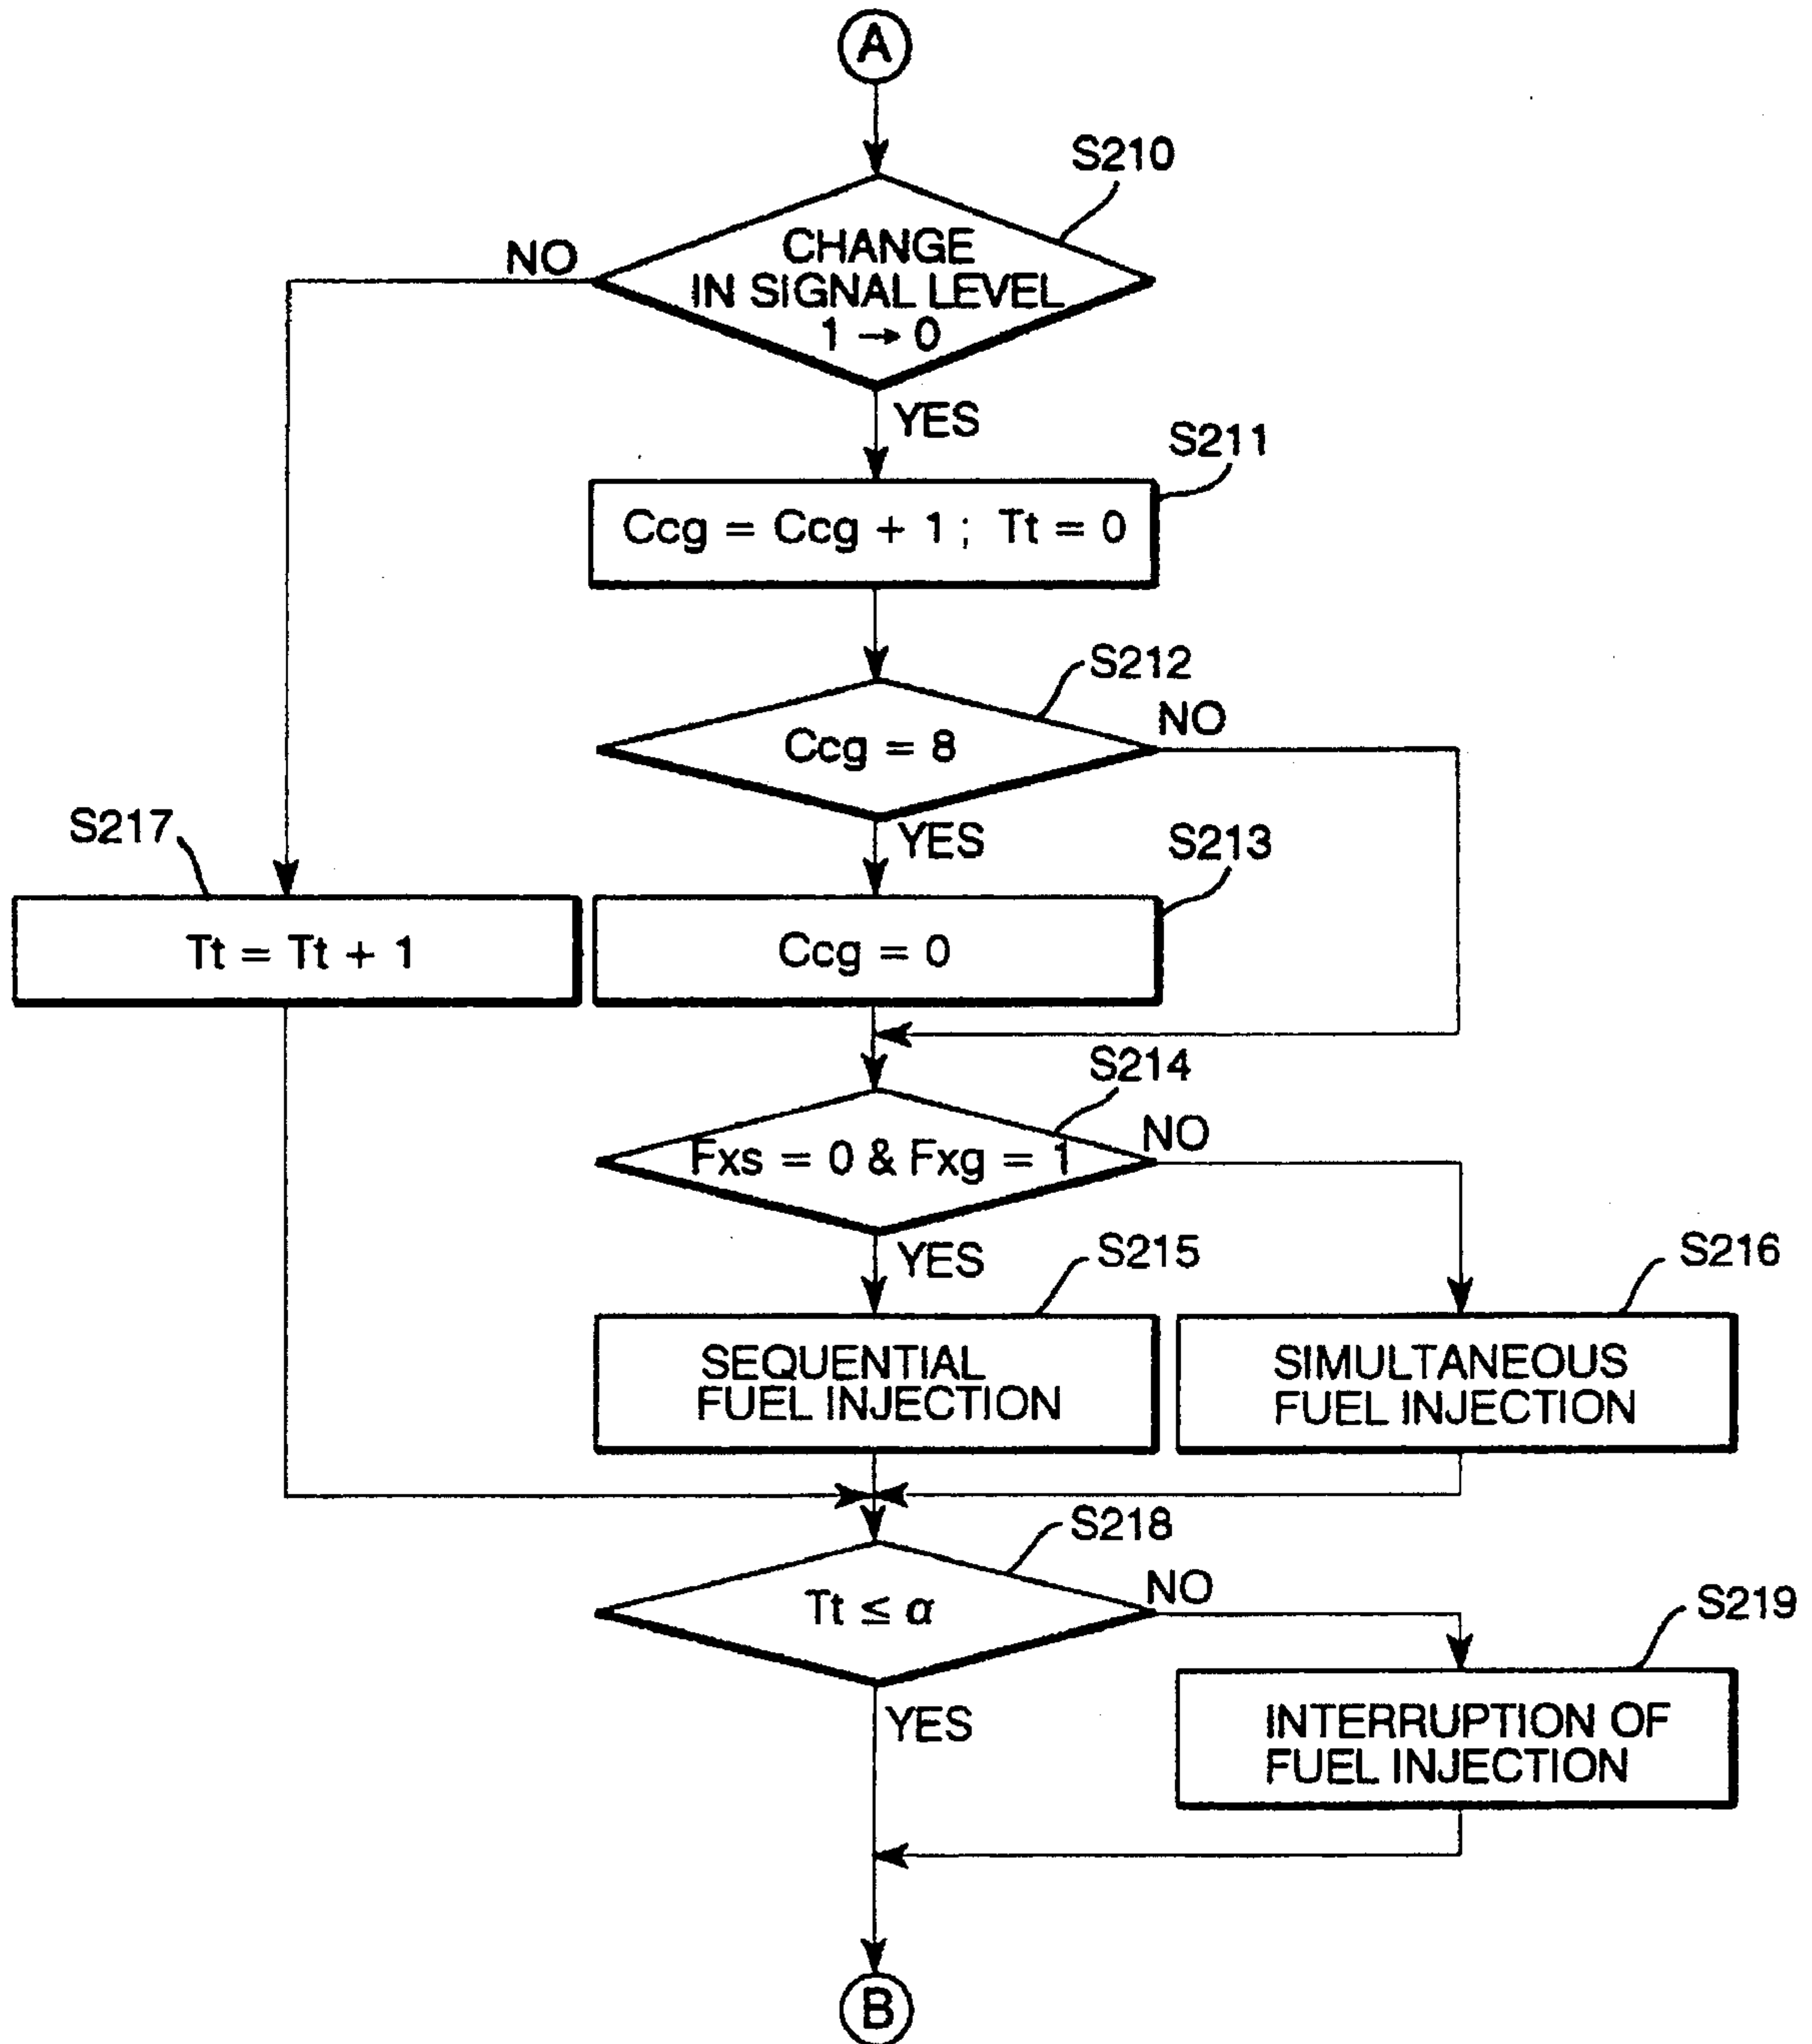 A
S210
NO
CHANGE
IN SIGNAL LEVEL
1 → 0
YES
S211
Ccg = Ccg + 1 ; Tt = 0
S212
NO
Ccg = 8
S217
YES
S213
Tt = Tt + 1
Ccg = 0
S214
NO
Fxs = 0 & Fxg = 1
YES
S215
S216
SEQUENTIAL
FUEL INJECTION
SIMULTANEOUS
FUEL INJECTION
S218
NO
Tt ≤ α
S219
YES
INTERRUPTION OF
FUEL INJECTION
B